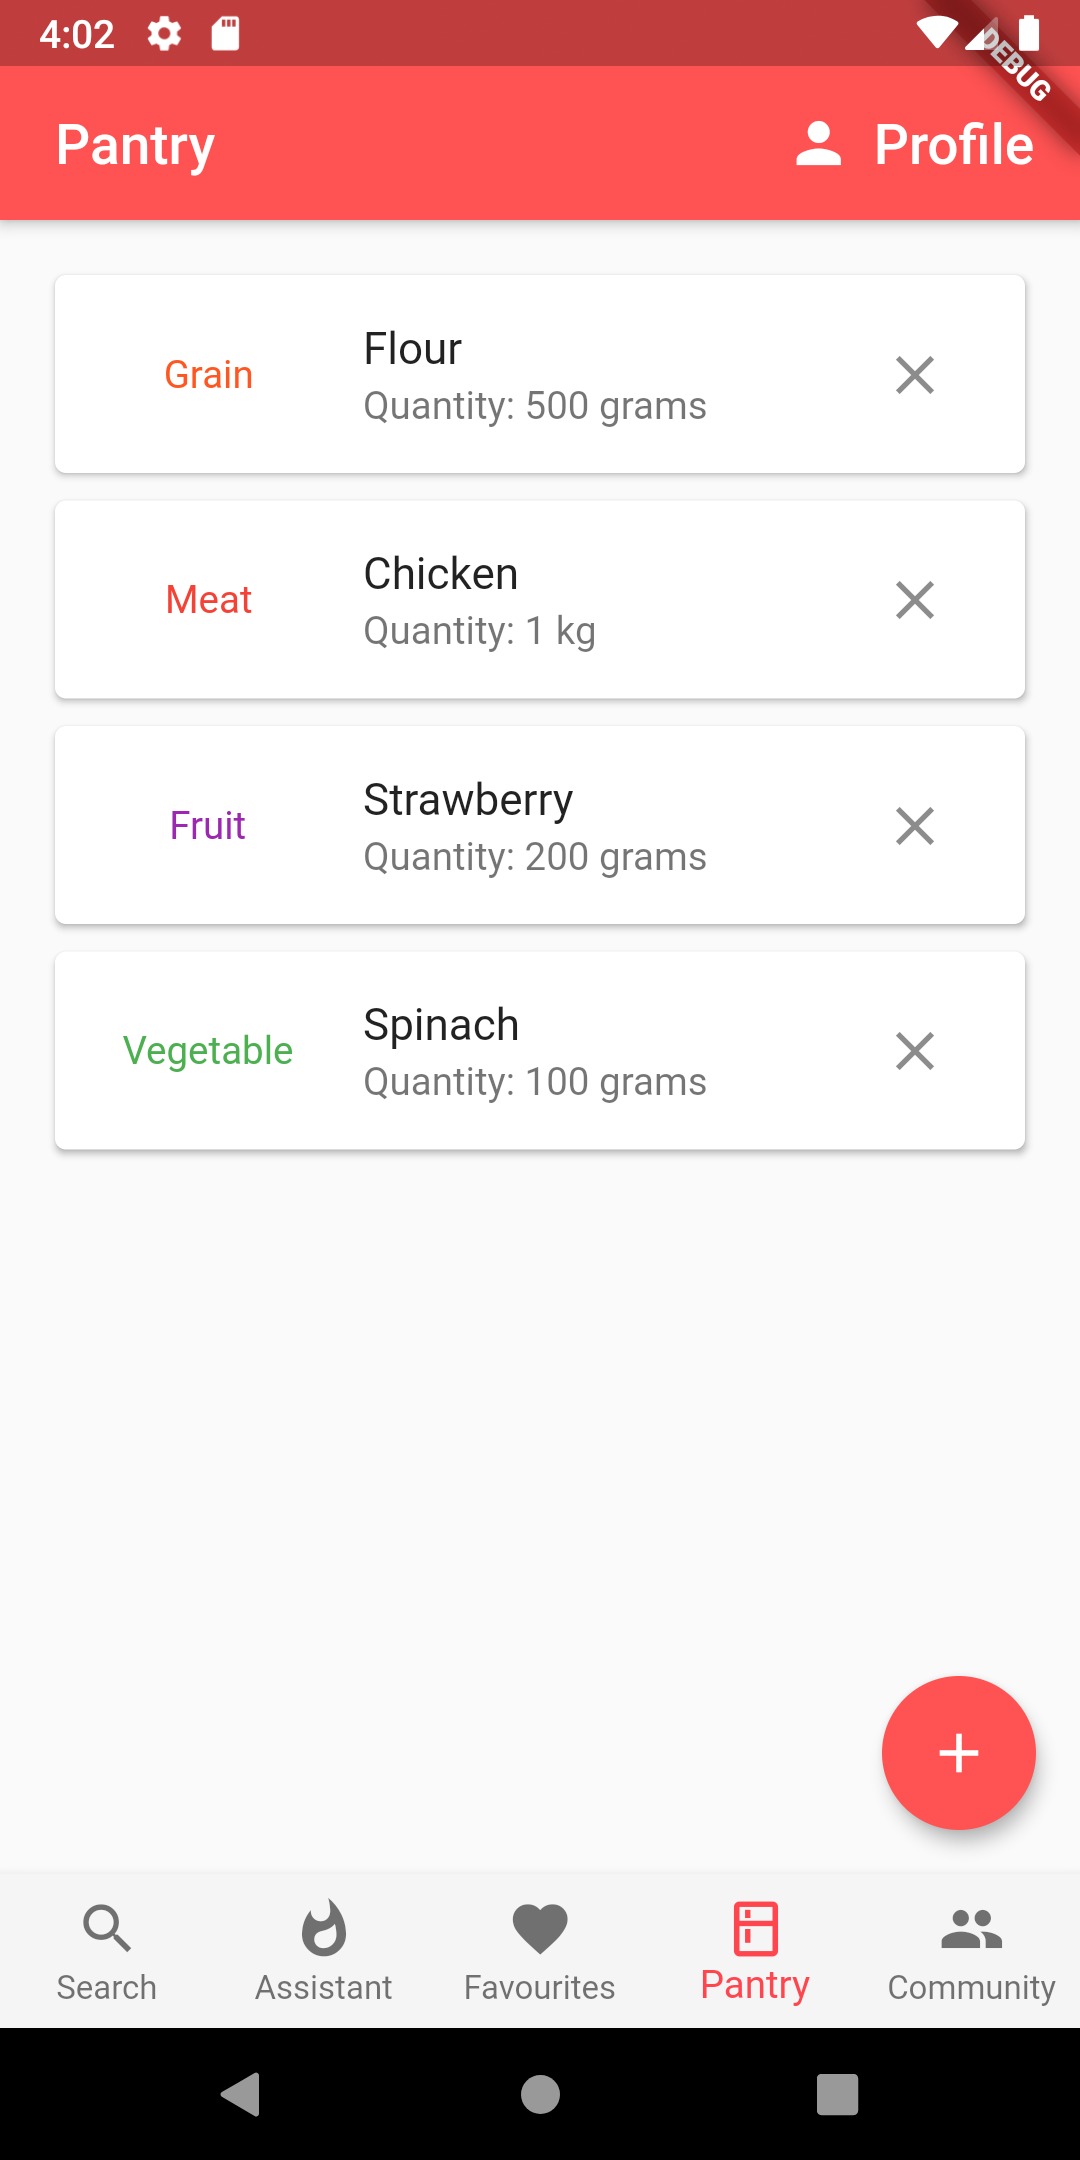 4:02
DEBUG
Pantry
Profile
Grain
Flour
Quantity: 500 grams
Meat
Chicken
Quantity: 1 kg
Fruit
Strawberry
Quantity: 200 grams
Vegetable
Spinach
Quantity: 100 grams
Search
Assistant
Favourites
Pantry
Community